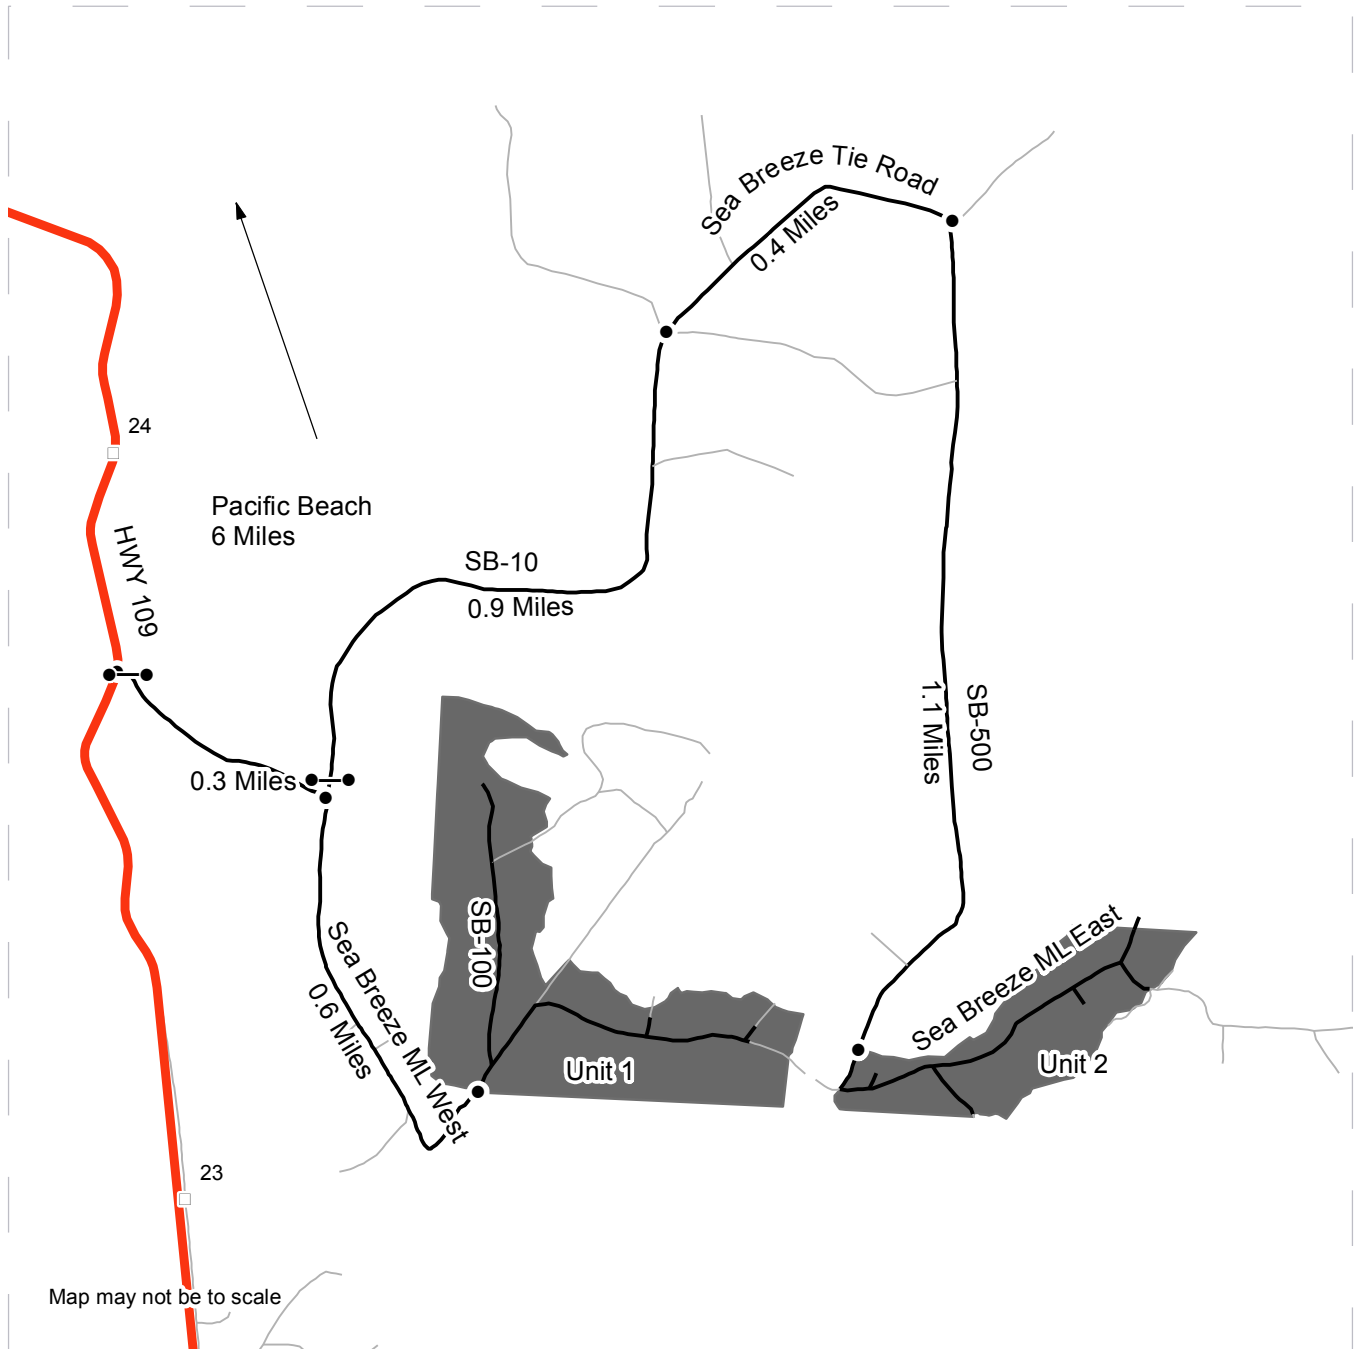 Sea Breeze Tie Road
0.4 Miles
24
Pacific Beach
6 Miles
HWY 109
SB-10
0.9 Miles
SB-500
1.1 Miles
0.3 Miles
SB-100
Sea Breeze ML West
0.6 Miles
Sea Breeze ML East
Unit 1
Unit 2
23
Map may not be to scale